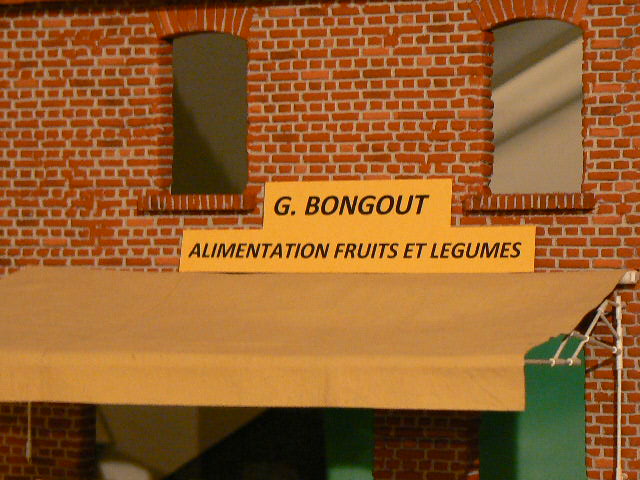 G. BONGOUT
ALIMENTATION FRUITS ET LEGUMES